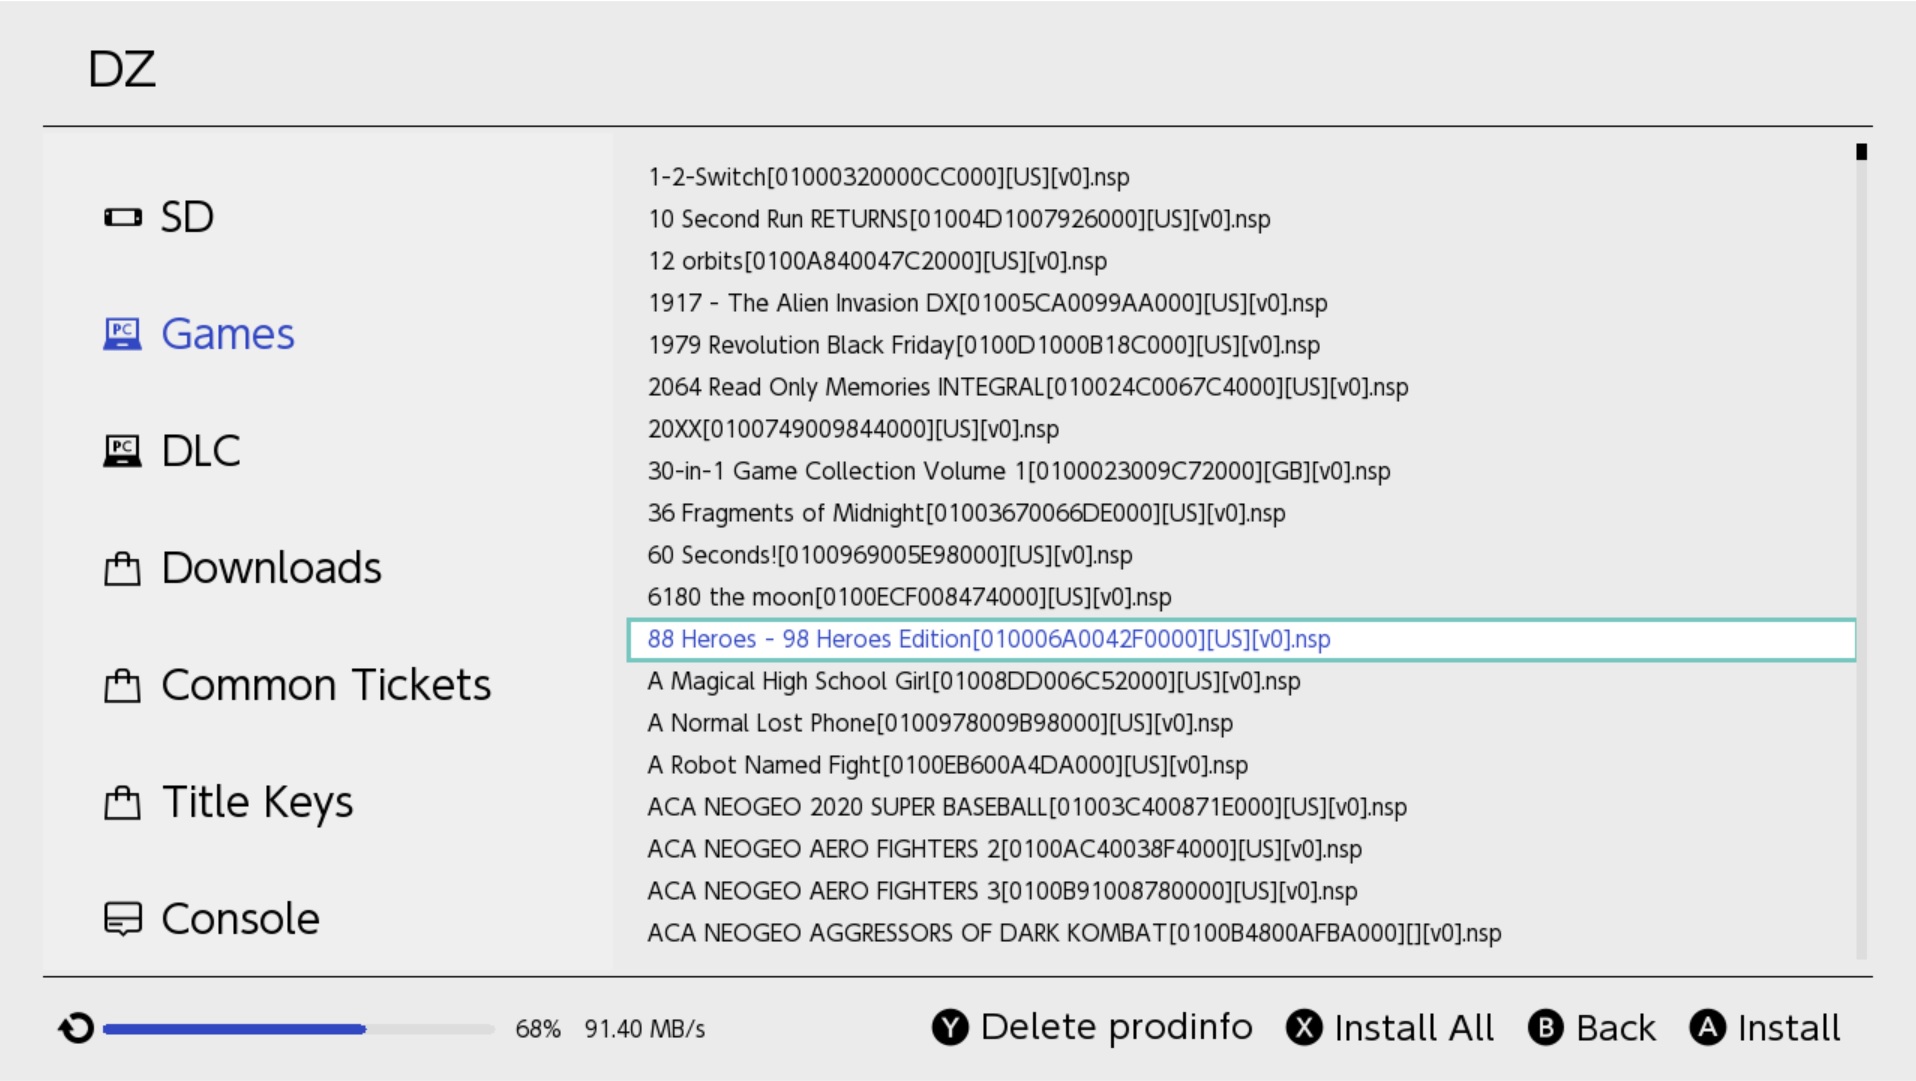 DZ
SD
PC Games
PC DLC
Downloads
Common Tickets
Title Keys
Console
1-2-Switch[01000320000CC000][US][v0].nsp
10 Second Run RETURNS[01004D1007926000][US][v0].nsp
12 orbits[0100A840047C2000][US][v0].nsp
1917 - The Alien Invasion DX[01005CA0099AA000][US][v0].nsp
1979 Revolution Black Friday[0100D1000B18C000][US][v0].nsp
2064 Read Only Memories INTEGRAL[010024C0067C4000][US][v0].nsp
20XX[0100749009844000][US][v0].nsp
30-in-1 Game Collection Volume 1[0100023009C72000][GB][v0].nsp
36 Fragments of Midnight[01003670066DE000][US][v0].nsp
60 Seconds![0100969005E98000][US][v0].nsp
6180 the moon[0100ECF008474000][US][v0].nsp
88 Heroes - 98 Heroes Edition[010006A0042F0000][US][v0].nsp
A Magical High School Girl[01008DD006C52000][US][v0].nsp
A Normal Lost Phone[0100978009B98000][US][v0].nsp
A Robot Named Fight[0100EB600A4DA000][US][v0].nsp
ACA NEOGEO 2020 SUPER BASEBALL[01003C400871E000][US][v0].nsp
ACA NEOGEO AERO FIGHTERS 2[0100AC40038F4000][US][v0].nsp
ACA NEOGEO AERO FIGHTERS 3[0100B91008780000][US][v0].nsp
ACA NEOGEO AGGRESSORS OF DARK KOMBAT[0100B4800AFBA000][][v0].nsp
68% 91.40 MB/s
Y Delete prodinfo X Install All B Back A Install